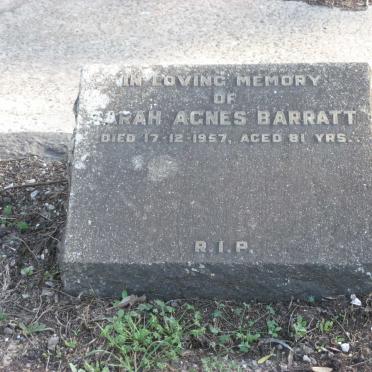 IN LOVING MEMORY
OF
SARAH AGNES BARRATT
DIED 17-12-1957, AGED 81 YRS.
R.I.P.